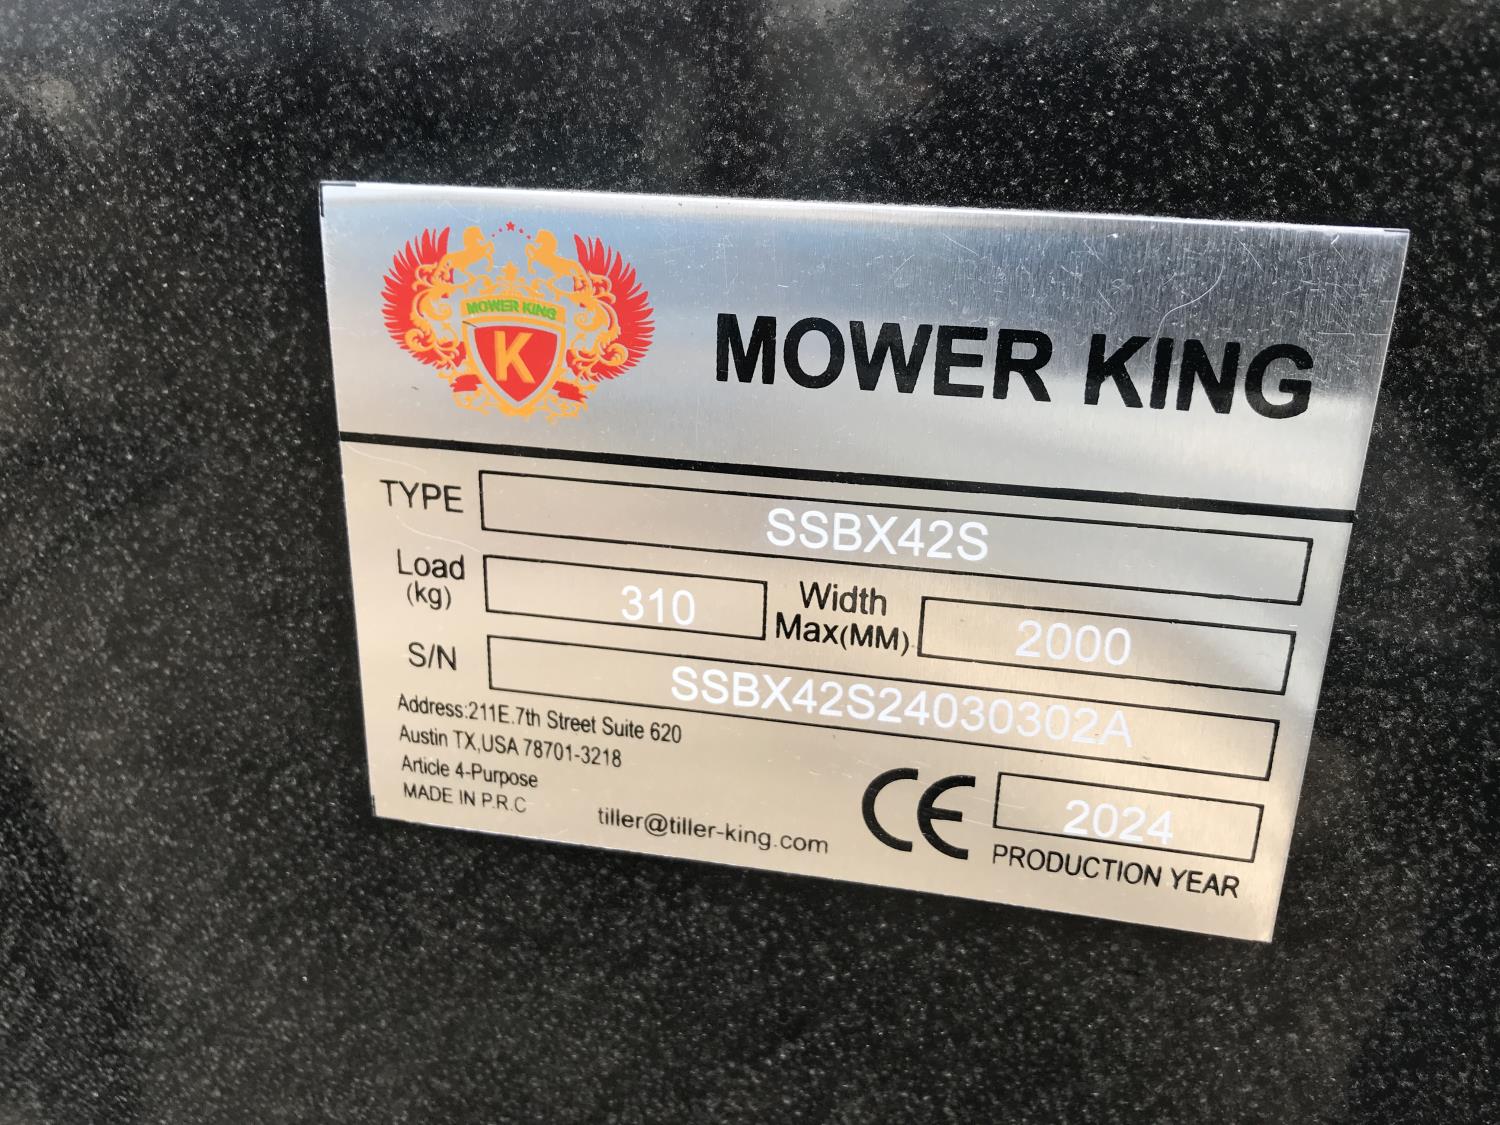 MOWER KING
K
MOWER KING
TYPE SSBX42S
Load (kg) 310 Width Max(MM) 2000
S/N SSBX42S24030302A
Address:211E.7th Street Suite 620
Austin TX,USA 78701-3218
Article 4-Purpose
MADE IN P.R.C
tiller@tiller-king.com
CE 2024
PRODUCTION YEAR